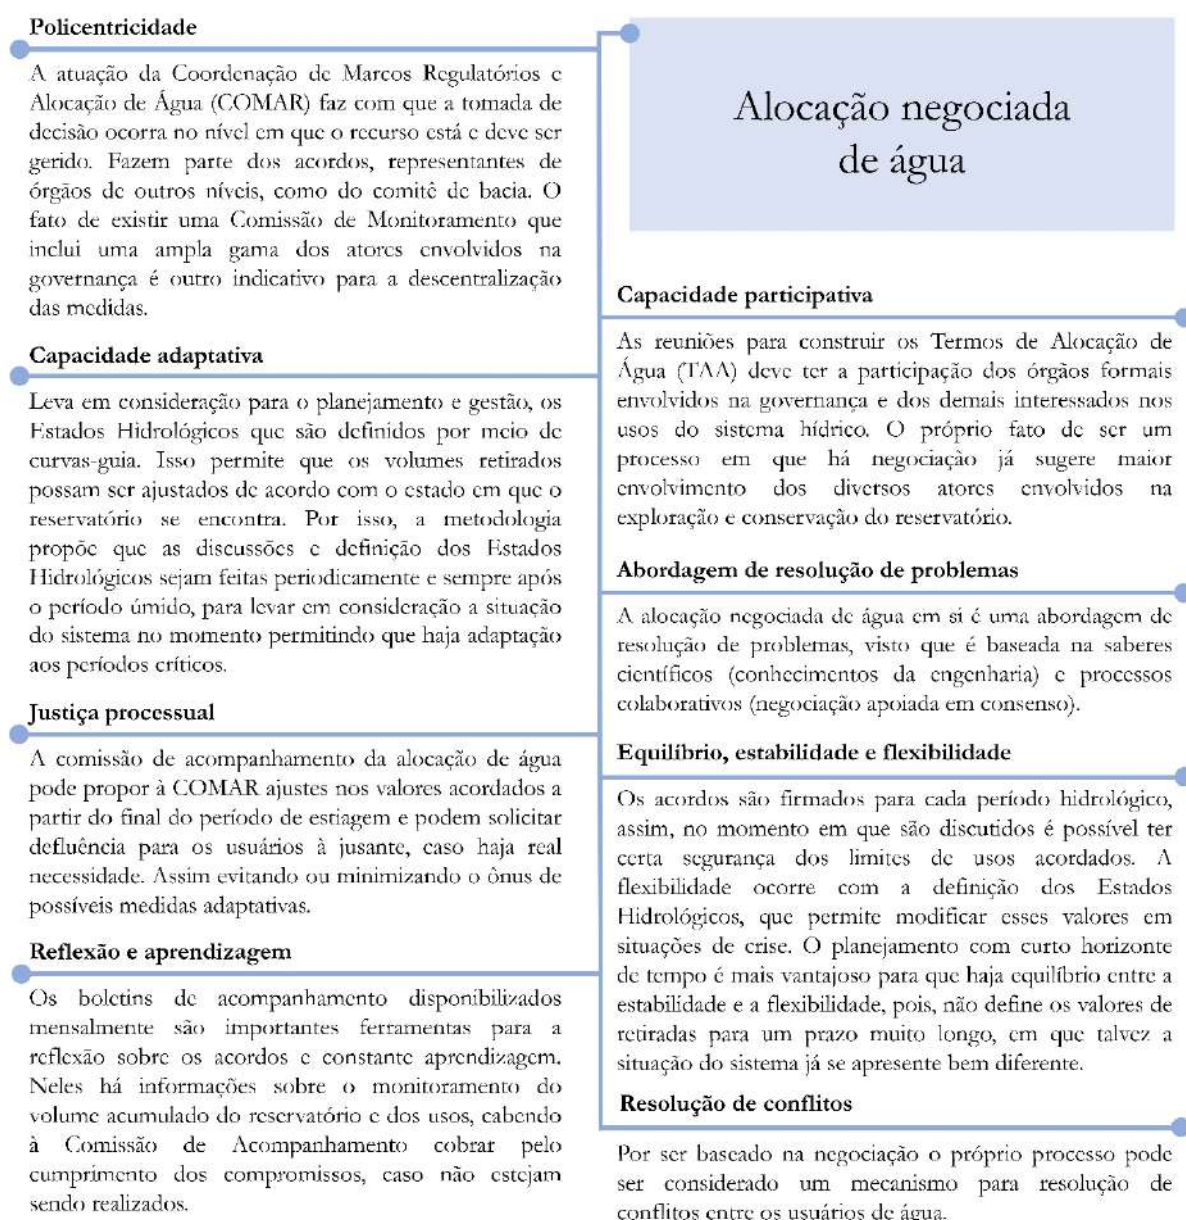 Policentricidade
A atuação da Coordenação de Marcos Regulatórios e
Alocação de Água (COMAR) faz com que a tomada de
decisão ocorra no nível em que o recurso está e deve ser
gerido. Fazem parte dos acordos, representantes de
órgãos de outros níveis, como do comitê de bacia. O
fato de existir uma Comissão de Monitoramento que
inclui uma ampla gama dos atores envolvidos na
governança é outro indicativo para a descentralização
das medidas.
Capacidade adaptativa
Leva em consideração para o planejamento e gestão, os
Estados Hidrológicos que são definidos por meio de
curvas-guia. Isso permite que os volumes retirados
possam ser ajustados de acordo com o estado em que o
reservatório se encontra. Por isso, a metodologia
propõe que as discussões e definição dos Estados
Hidrológicos sejam feitas periodicamente e sempre após
o período úmido, para levar em consideração a situação
do sistema no momento permitindo que haja adaptação
aos períodos críticos.
Justiça processual
A comissão de acompanhamento da alocação de água
pode propor à COMAR ajustes nos valores acordados a
partir do final do período de estiagem e podem solicitar
defluência para os usuários à jusante, caso haja real
necessidade. Assim evitando ou minimizando o ônus de
possíveis medidas adaptativas.
Reflexão e aprendizagem
Os boletins de acompanhamento disponibilizados
mensalmente são importantes ferramentas para a
reflexão sobre os acordos e constante aprendizagem.
Neles há informações sobre o monitoramento do
volume acumulado do reservatório e dos usos, cabendo
à Comissão de Acompanhamento cobrar pelo
cumprimento dos compromissos, caso não estejam
sendo realizados.
Alocação negociada
de água
Capacidade participativa
As reuniões para construir os Termos de Alocação de
Água (TAA) deve ter a participação dos órgãos formais
envolvidos na governança e dos demais interessados nos
usos do sistema hídrico. O próprio fato de ser um
processo em que há negociação já sugere maior
envolvimento dos diversos atores envolvidos na
exploração e conservação do reservatório.
Abordagem de resolução de problemas
A alocação negociada de água em si é uma abordagem de
resolução de problemas, visto que é baseada na saberes
científicos (conhecimentos da engenharia) e processos
colaborativos (negociação apoiada em consenso).
Equilíbrio, estabilidade e flexibilidade
Os acordos são firmados para cada período hidrológico,
assim, no momento em que são discutidos é possível ter
certa segurança dos limites de usos acordados. A
flexibilidade ocorre com a definição dos Estados
Hidrológicos, que permite modificar esses valores em
situações de crise. O planejamento com curto horizonte
de tempo é mais vantajoso para que haja equilíbrio entre a
estabilidade e a flexibilidade, pois, não define os valores de
retiradas para um prazo muito longo, em que talvez a
situação do sistema já se apresente bem diferente.
Resolução de conflitos
Por ser baseado na negociação o próprio processo pode
ser considerado um mecanismo para resolução de
conflitos entre os usuários de água.